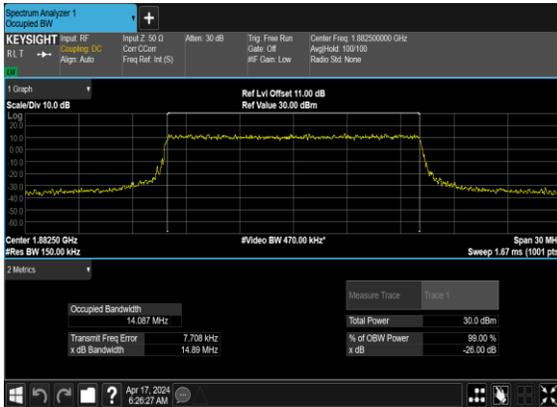 Spectrum Analyzer 1
Occupied BW
KEYSIGHT Input: RF Input Z: 50 Ω Atten: 30 dB Trig: Free Run Center Freq: 1.882500000 GHz
RLT Coupling: DC Corr CCorr Gate: Off Avg|Hold: 100/100
Align: Auto Freq Ref: Int (S) #IF Gain: Low Radio Std: None
1 Graph
Ref Lvl Offset 11.00 dB
Scale/Div 10.0 dB Ref Value 30.00 dBm
Log
20.0
10.0
0.00
-10.0
-20.0
-30.0
-40.0
-50.0
-60.0
Center 1.88250 GHz #Video BW 470.00 kHz* Span 30 MH
#Res BW 150.00 kHz Sweep 1.67 ms (1001 pts
2 Metrics
Measure Trace Trace 1
Occupied Bandwidth
14.087 MHz Total Power 30.0 dBm
Transmit Freq Error 7.708 kHz % of OBW Power 99.00 %
x dB Bandwidth 14.89 MHz x dB -26.00 dB
Apr 17, 2024
6:26:27 AM